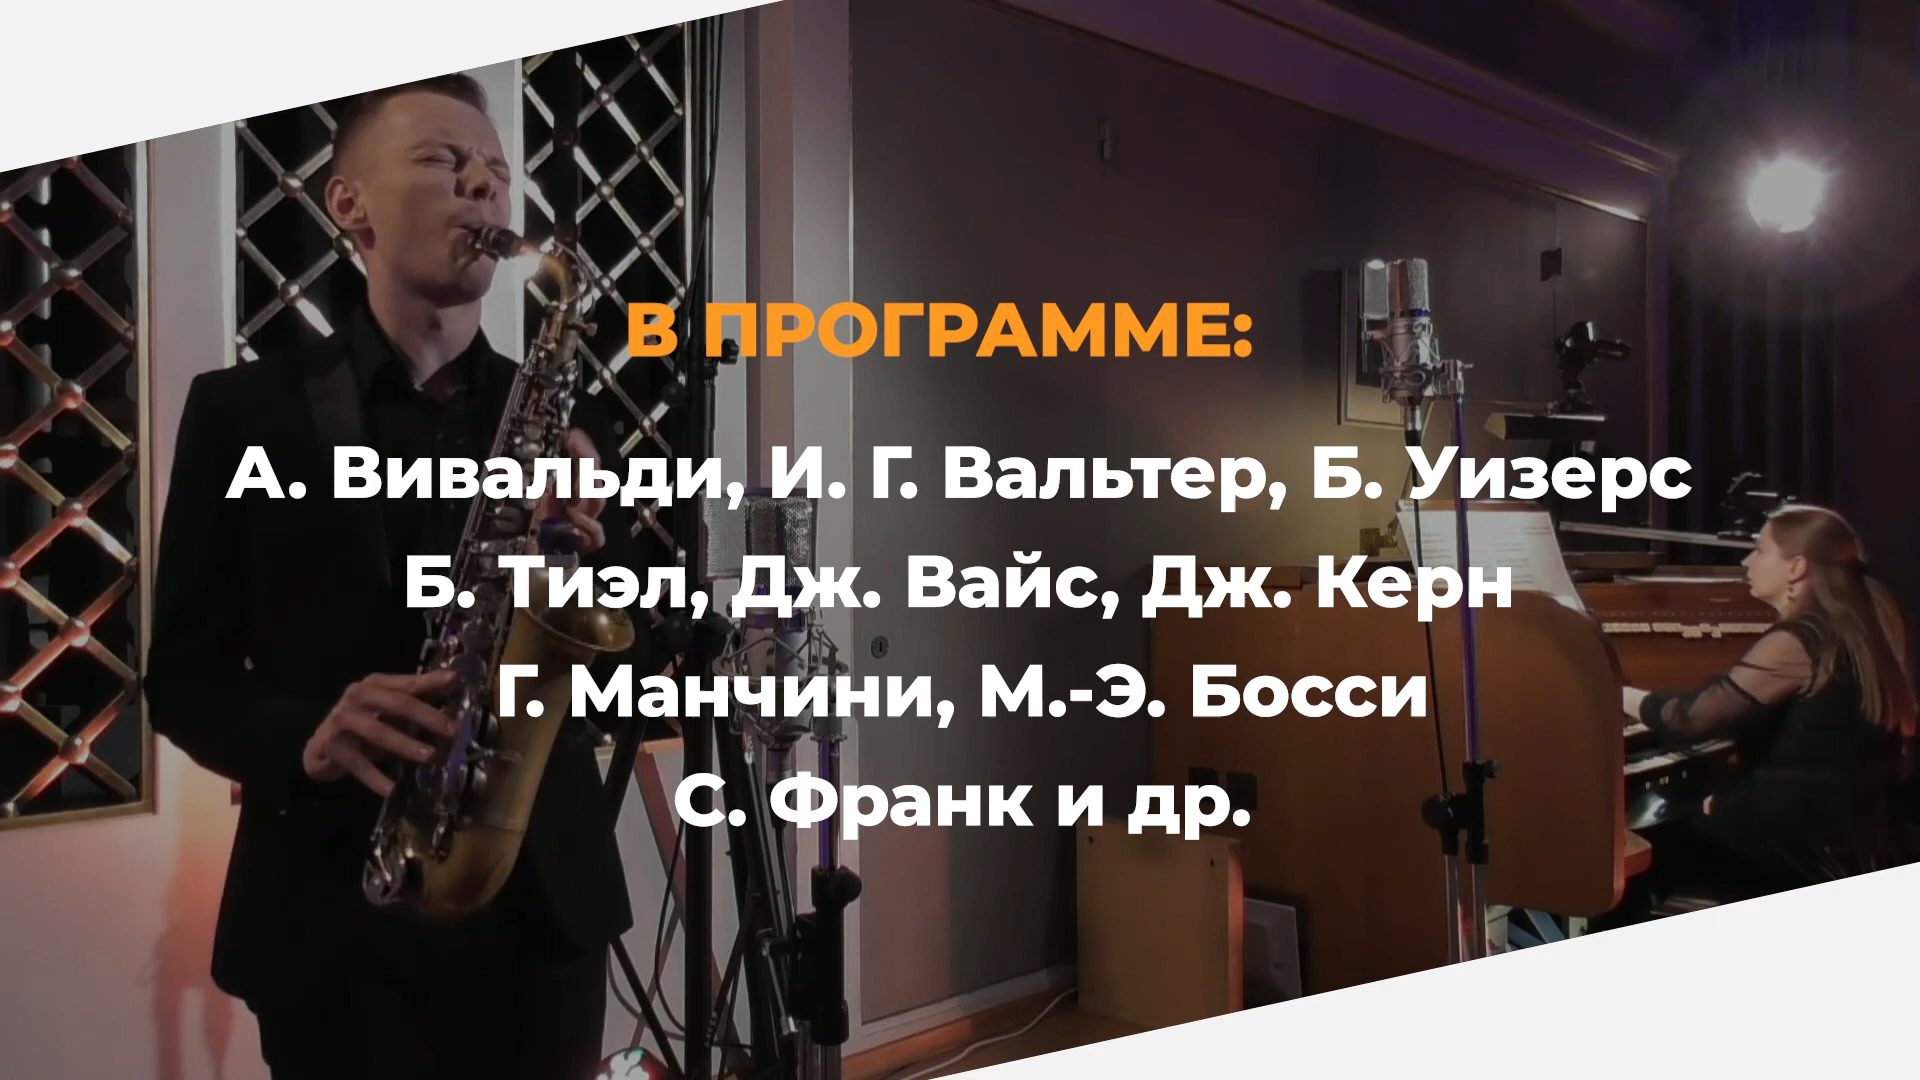 В ПРОГРАММЕ:
А. Вивальди, И. Г. Вальтер, Б. Уизерс
Б. Тиэл, Дж. Вайс, Дж. Керн
Г. Манчини, М.-Э. Босси
С. Франк и др.